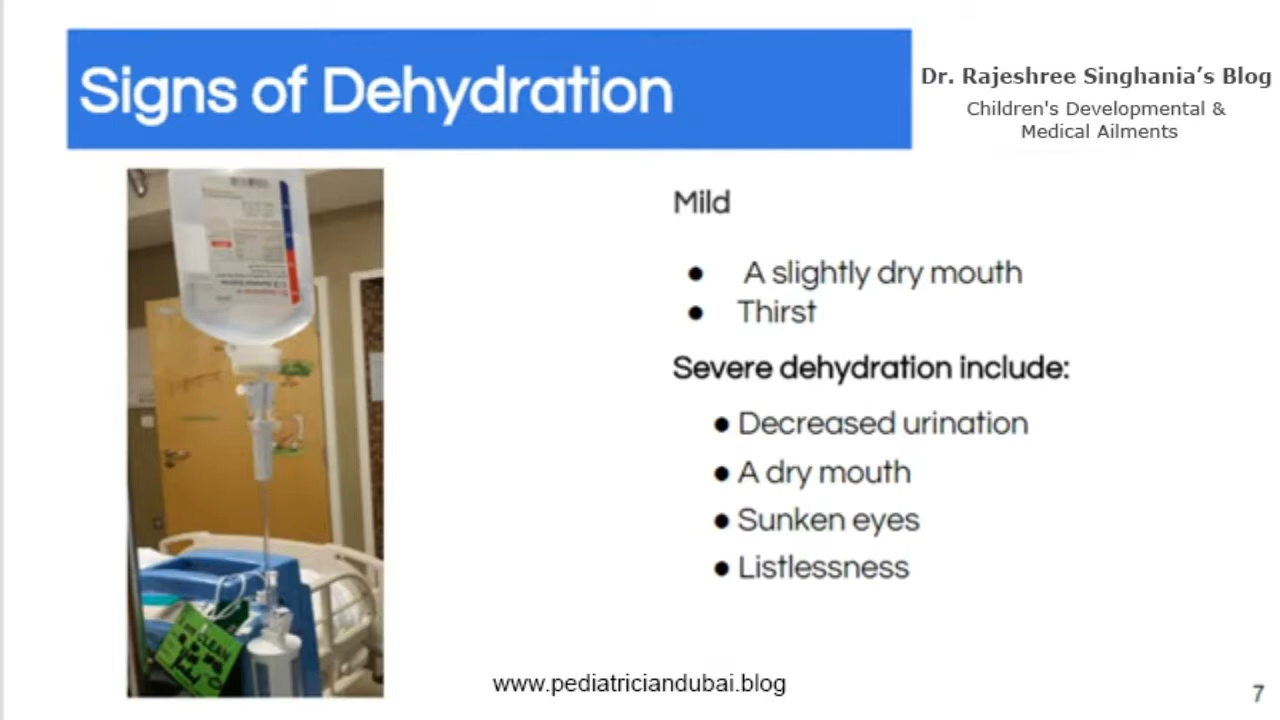 Signs of Dehydration
Dr. Rajeshree Singhania's Blog
Children's Developmental &
Medical Ailments
Mild
● A slightly dry mouth
● Thirst
Severe dehydration include:
● Decreased urination
● A dry mouth
● Sunken eyes
● Listlessness
CLEAN
www.pediatriciandubai.blog
7